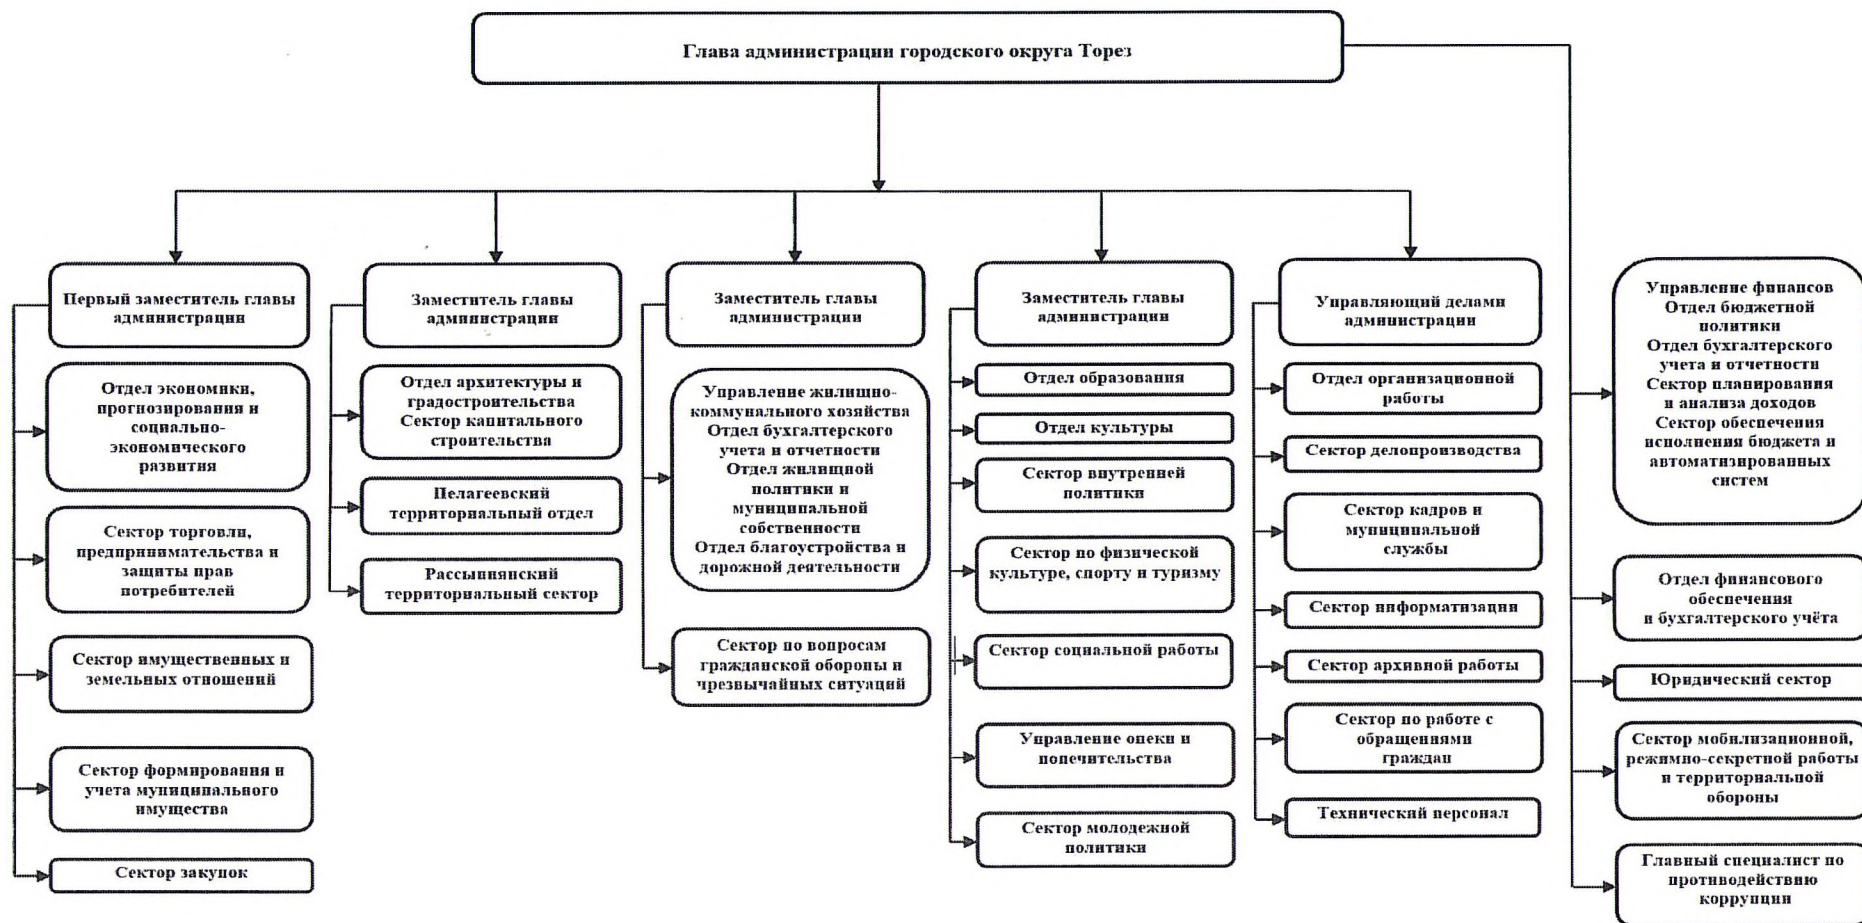 Глава администрации городского округа Торез
Первый заместитель главы
администрации
Отдел экономики,
прогнозирования и
социально-
экономического
развития
Сектор торговли,
предпринимательства и
защиты прав
потребителей
Сектор имущественных и
земельных отношений
Сектор формирования и
учета муниципального
имущества
Сектор закупок
Заместитель главы
администрации
Отдел архитектуры и
градостроительства
Сектор капитального
строительства
Пелагеевский
территориальный отдел
Рассыпнянский
территориальный сектор
Заместитель главы
администрации
Управление жилищно-
коммунального хозяйства
Отдел бухгалтерского
учета и отчетности
Отдел жилищной
политики и
муниципальной
собственности
Отдел благоустройства и
дорожной деятельности
Сектор по вопросам
гражданской обороны и
чрезвычайных ситуаций
Заместитель главы
администрации
Отдел образования
Отдел культуры
Сектор внутренней
политики
Сектор по физической
культуре, спорту и туризму
Сектор социальной работы
Управление опеки и
попечительства
Сектор молодежной
политики
Управляющий делами
администрации
Отдел организационной
работы
Сектор делопроизводства
Сектор кадров и
муниципальной
службы
Сектор информатизации
Сектор архивной работы
Сектор по работе с
обращениями
граждан
Технический персонал
Управление финансов
Отдел бюджетной
политики
Отдел бухгалтерского
учета и отчетности
Сектор планирования
и анализа доходов
Сектор обеспечения
исполнения бюджета и
автоматизированных
систем
Отдел финансового
обеспечения
и бухгалтерского учёта
Юридический сектор
Сектор мобилизационной,
режимно-секретной работы
и территориальной
обороны
Главный специалист по
противодействию
коррупции